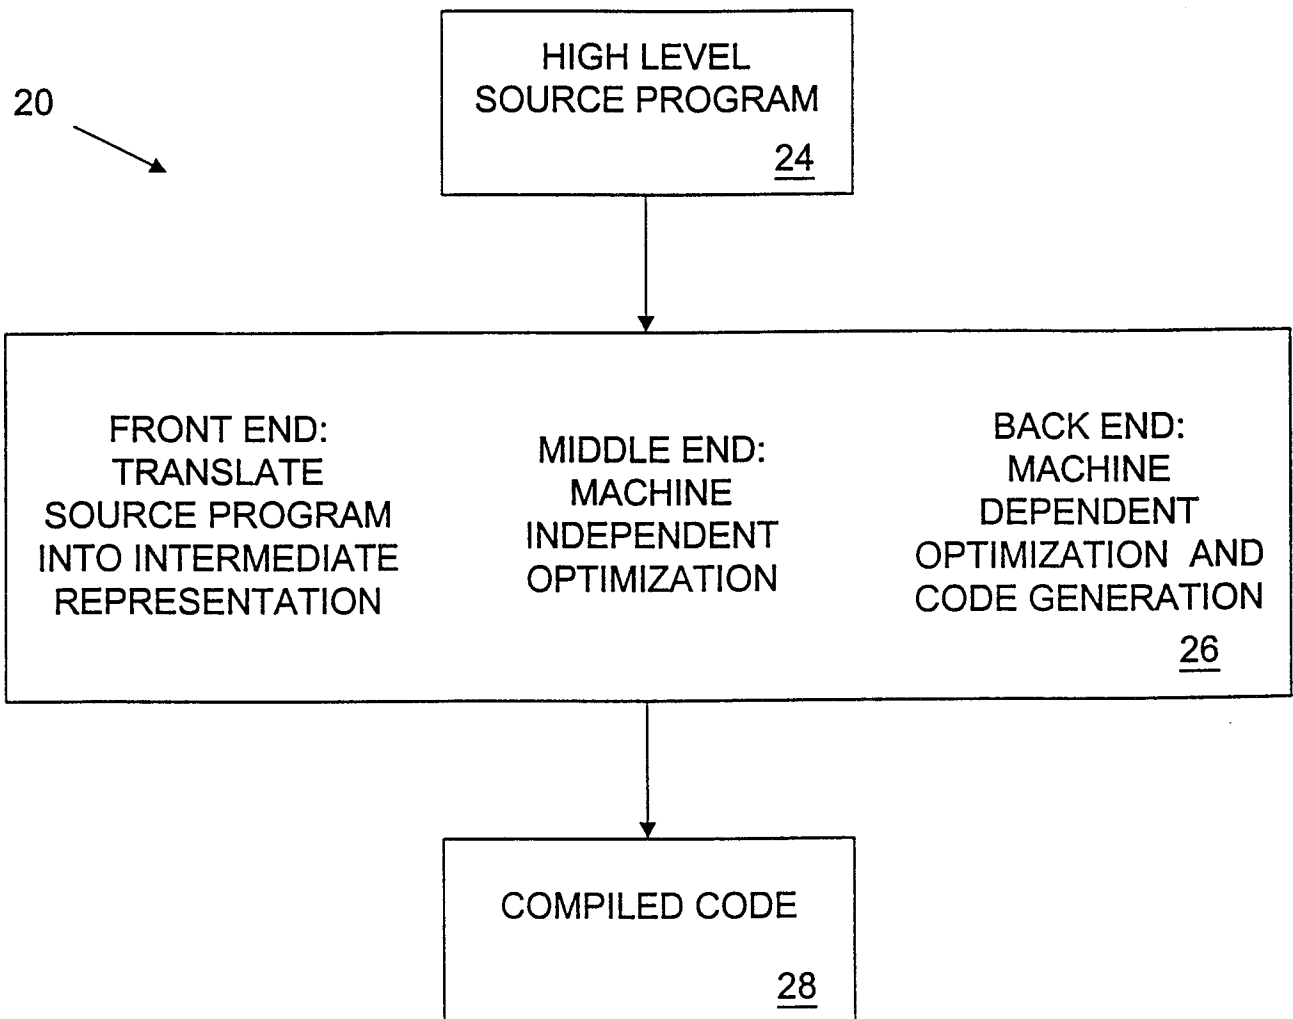 HIGH LEVEL
SOURCE PROGRAM
24
20
FRONT END:
TRANSLATE
SOURCE PROGRAM
INTO INTERMEDIATE
REPRESENTATION
MIDDLE END:
MACHINE
INDEPENDENT
OPTIMIZATION
BACK END:
MACHINE
DEPENDENT
OPTIMIZATION AND
CODE GENERATION
26
COMPILED CODE
28